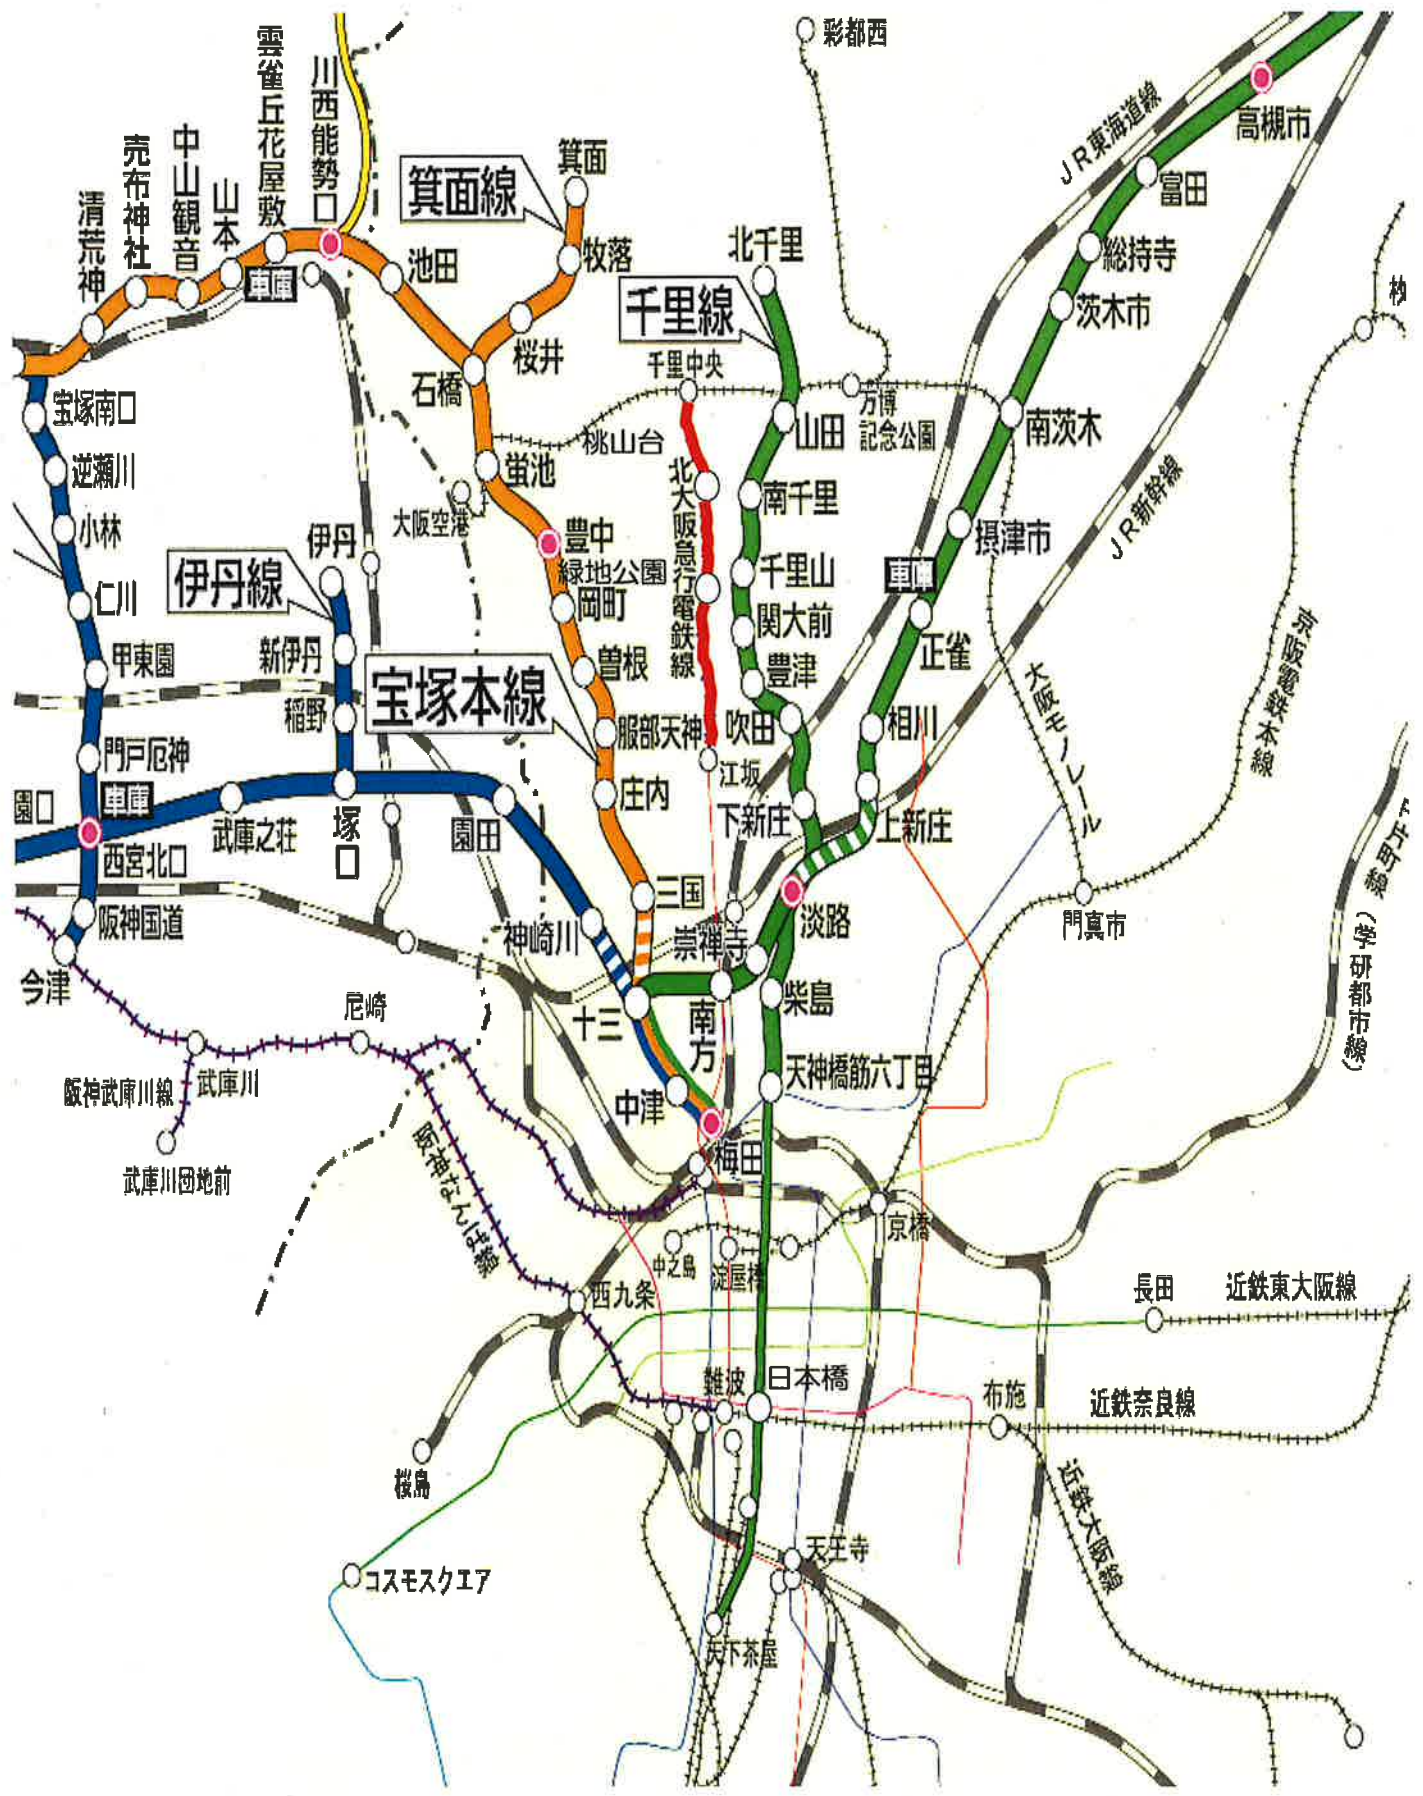 彩都西
雲雀丘花屋敷
川西能勢口
売布神社
中山観音
山本
清荒神
車庫
池田
箕面線
箕面
牧落
桜井
石橋
北千里
千里線
千里中央
桃山台
山田
万博
記念公園
JR東海道線
高槻市
富田
総持寺
茨木市
南茨木
宝塚南口
逆瀬川
小林
仁川
甲東園
門戸厄神
園口
車庫
西宮北口
阪神国道
今津
蛍池
大阪空港
豊中
緑地公園
岡町
曽根
服部天神
庄内
三国
北大阪急行電鉄線
江坂
南千里
千里山
関大前
豊津
吹田
下新庄
摂津市
車庫
正雀
相川
上新庄
淡路
JR新幹線
大阪モノレール
京阪電鉄本線
門真市
片町線(学研都市線)
伊丹
伊丹線
新伊丹
稲野
宝塚本線
武庫之荘
塚口
園田
神崎川
十三
崇禅寺
南方
柴島
天神橋筋六丁目
中津
梅田
尼崎
武庫川
阪神武庫川線
武庫川団地前
阪神なんば線
中之島
淀屋橋
京橋
西九条
長田
近鉄東大阪線
難波
日本橋
布施
近鉄奈良線
桜島
近鉄大阪線
天王寺
コスモスクエア
天下茶屋